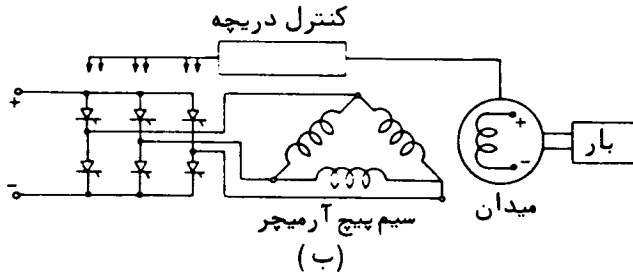 کنترل دریچه
+
−
+
−
بار
میدان
سیم پیچ آرمیچر
(ب)